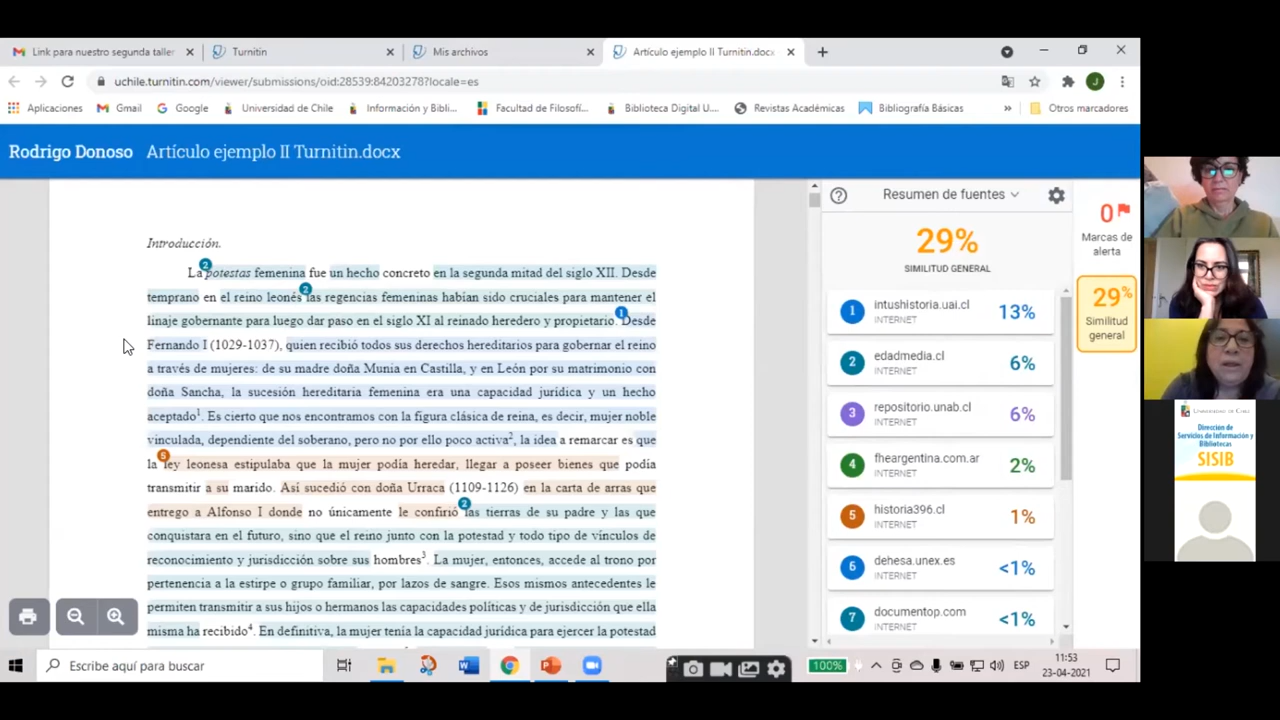 Link para nuestro segunda taller
Turnitin
Mis archivos
Artículo ejemplo II Turnitin.docx
uchile.turnitin.com/viewer/submissions/oid:28539:84203278?locale=es
J
Aplicaciones
Gmail
Google
Universidad de Chile
Información y Bibli...
Facultad de Filosofí...
Biblioteca Digital U....
Revistas Académicas
Bibliografía Básicas
»
Otros marcadores
Rodrigo Donoso Artículo ejemplo II Turnitin.docx
Introducción.
2
La potestas femenina fue un hecho concreto en la segunda mitad del siglo XII. Desde
2
temprano en el reino leonés las regencias femeninas habían sido cruciales para mantener el
1
linaje gobernante para luego dar paso en el siglo XI al reinado heredero y propietario. Desde
Fernando I (1029-1037), quien recibió todos sus derechos hereditarios para gobernar el reino
a través de mujeres: de su madre doña Munia en Castilla, y en León por su matrimonio con
doña Sancha, la sucesión hereditaria femenina era una capacidad jurídica y un hecho
aceptado1. Es cierto que nos encontramos con la figura clásica de reina, es decir, mujer noble
vinculada, dependiente del soberano, pero no por ello poco activa2, la idea a remarcar es que
5
la ley leonesa estipulaba que la mujer podía heredar, llegar a poseer bienes que podía
transmitir a su marido. Así sucedió con doña Urraca (1109-1126) en la carta de arras que
2
entrego a Alfonso I donde no únicamente le confirió las tierras de su padre y las que
conquistara en el futuro, sino que el reino junto con la potestad y todo tipo de vínculos de
reconocimiento y jurisdicción sobre sus hombres3. La mujer, entonces, accede al trono por
pertenencia a la estirpe o grupo familiar, por lazos de sangre. Esos mismos antecedentes le
permiten transmitir a sus hijos o hermanos las capacidades políticas y de jurisdicción que ella
misma ha recibido4. En definitiva, la mujer tenía la capacidad jurídica para ejercer la potestad
Resumen de fuentes
29%
SIMILITUD GENERAL
1 intushistoria.uai.cl 13%
INTERNET
2 edadmedia.cl 6%
INTERNET
3 repositorio.unab.cl 6%
INTERNET
4 fheargentina.com.ar 2%
INTERNET
5 historia396.cl 1%
INTERNET
6 dehesa.unex.es <1%
INTERNET
7 documentop.com <1%
INTERNET
0
Marcas de
alerta
29%
Similitud
general
UNIVERSIDAD DE CHILE
Dirección de
Servicios de Información y
Bibliotecas
SISIB
Escribe aquí para buscar
100%
ESP
11:53
23-04-2021